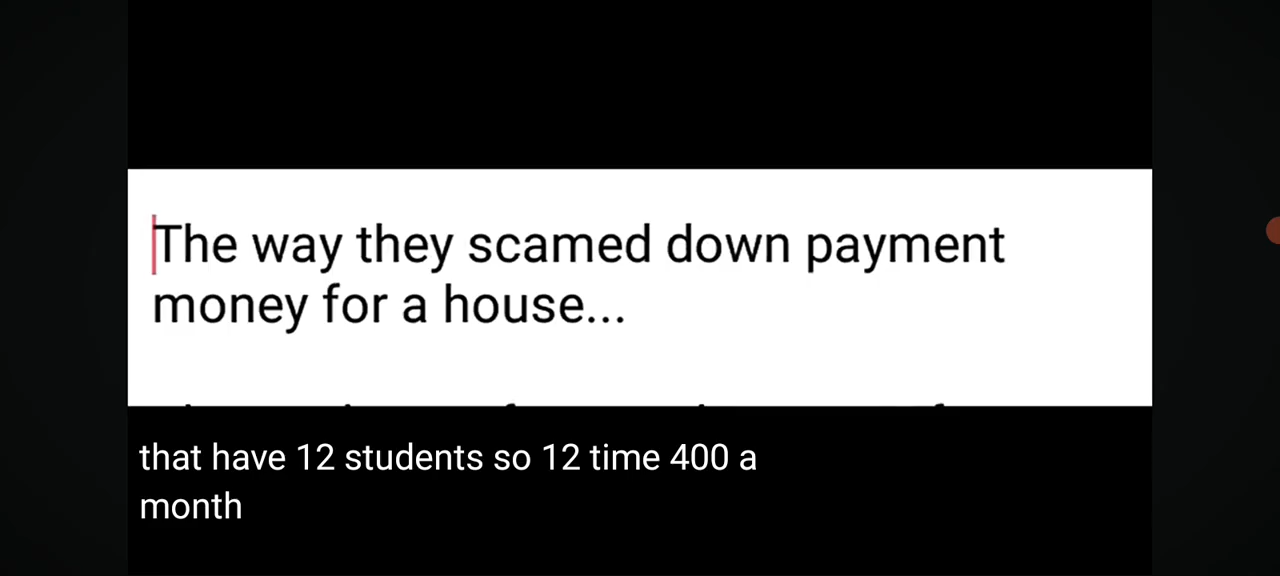 The way they scamed down payment
money for a house...
that have 12 students so 12 time 400 a
month